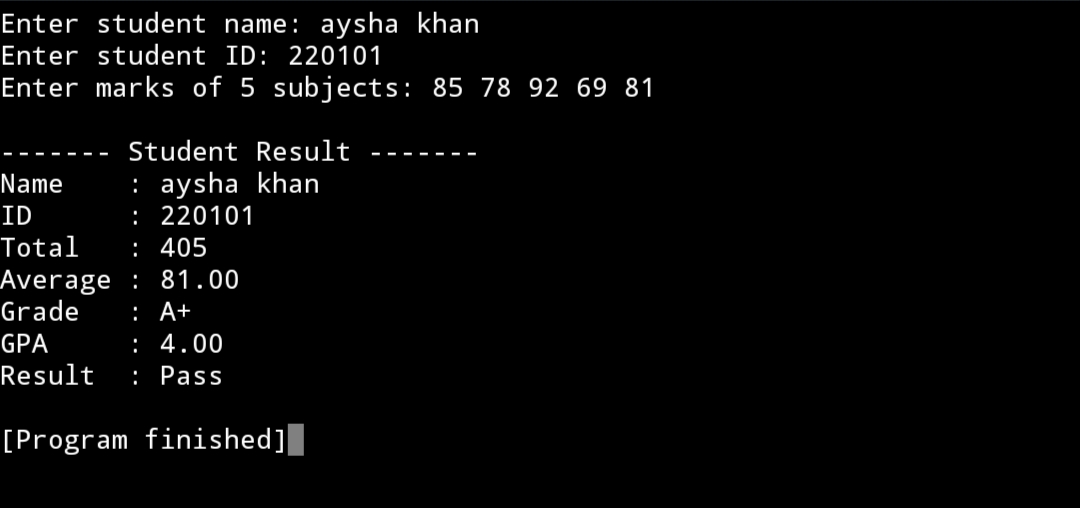 Enter student name: aysha khan
Enter student ID: 220101
Enter marks of 5 subjects: 85 78 92 69 81
------- Student Result -------
Name    : aysha khan
ID      : 220101
Total   : 405
Average : 81.00
Grade   : A+
GPA     : 4.00
Result  : Pass
[Program finished]